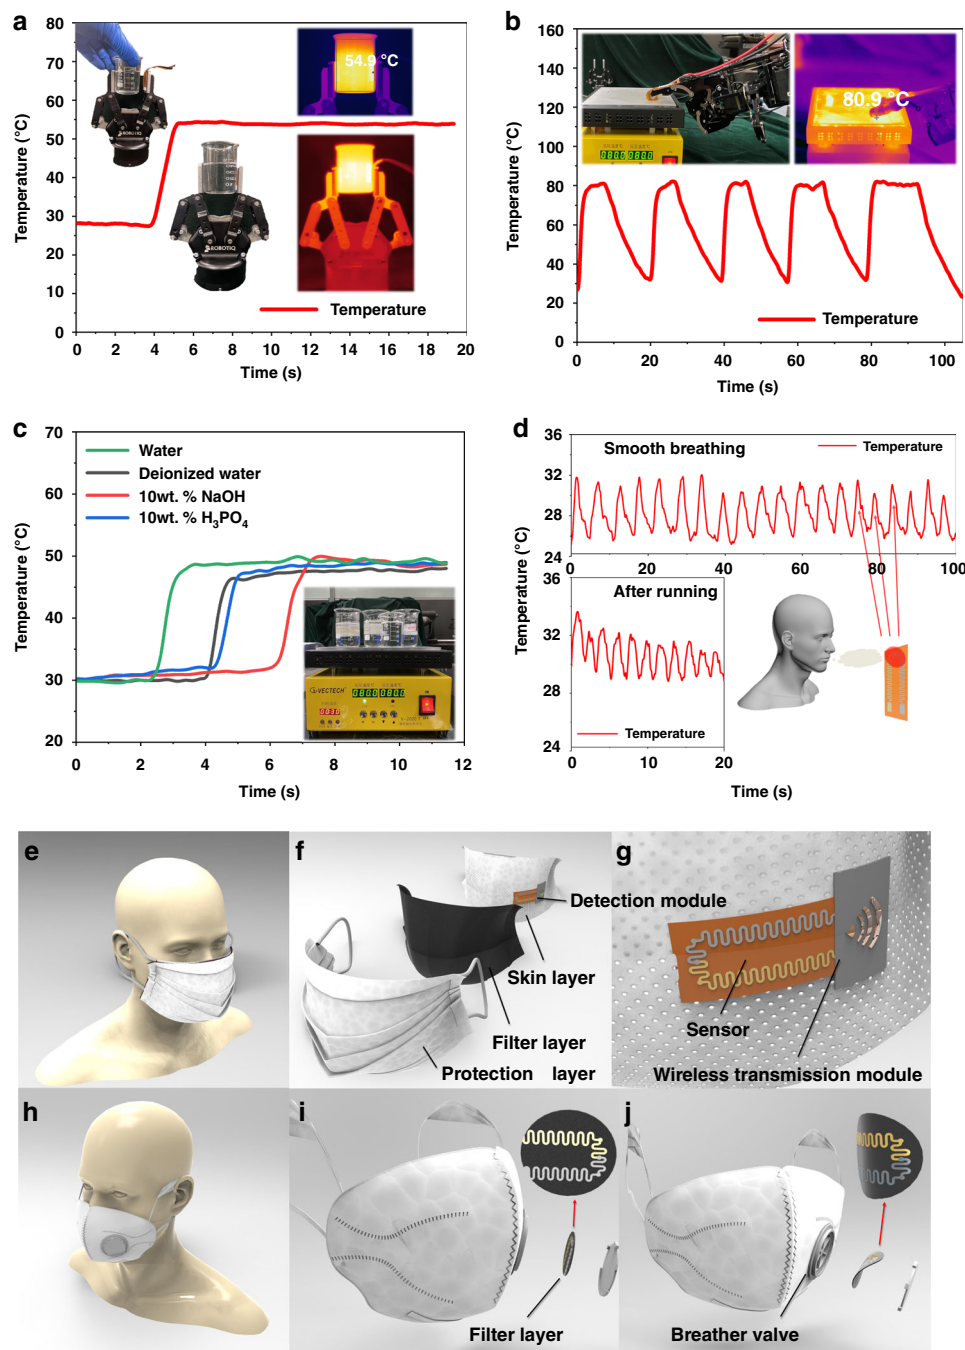 a
80
70
60
50
40
30
20
10
0
Temperature (°C)
54.9 °C
ROBOTIQ
ROBOTIQ
Temperature
0 2 4 6 8 10 12 14 16 18 20
Time (s)
b
160
140
120
100
80
60
40
20
0
Temperature (°C)
80.9 °C
Temperature
0 20 40 60 80 100
Time (s)
c
70
60
50
40
30
20
Temperature (°C)
Water
Deionized water
10wt. % NaOH
10wt. % H₃PO₄
VECTECH
0 2 4 6 8 10 12
Time (s)
d
36
32
28
24
Smooth breathing
Temperature
0 20 40 60 80 100
Temperature (°C)
36
32
28
24
After running
Temperature
0 10 20
Time (s)
e
f
Detection module
Skin layer
Filter layer
Protection layer
g
Sensor
Wireless transmission module
h
i
Filter layer
j
Breather valve